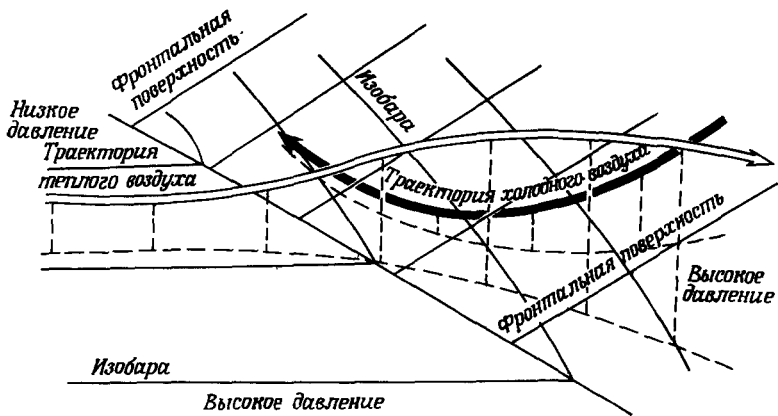 Фронтальная
поверхность.
Изобара
Низкое
давление
Траектория
теплого воздуха
Траектория холодного воздуха
Фронтальная поверхность
Высокое
давление
Изобара
Высокое давление